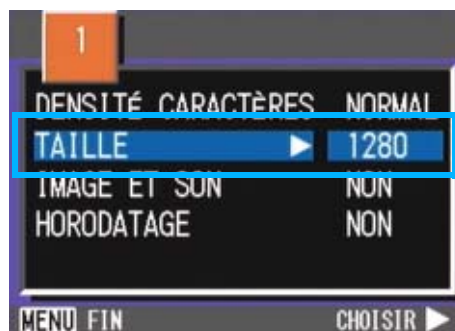 1
DENSITÉ CARACTÈRES NORMAL
TAILLE ▶ 1280
IMAGE ET SON NON
HORODATAGE NON
MENU FIN CHOISIR ▶